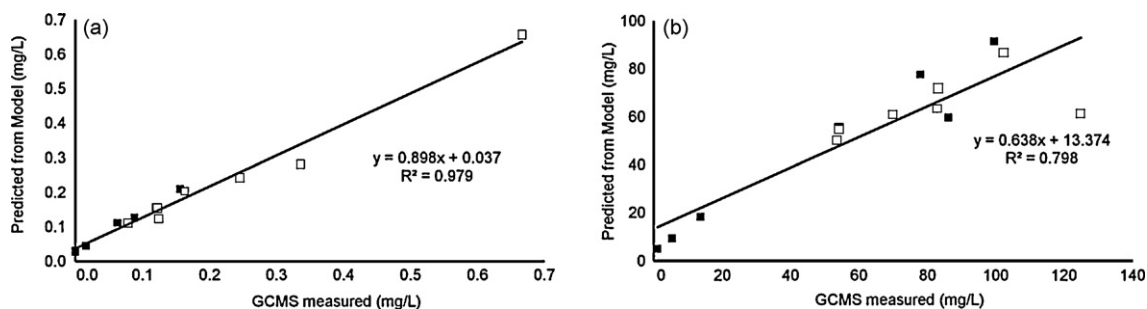 (a)
Predicted from Model (mg/L)
0.7
0.6
0.5
0.4
0.3
0.2
0.1
0.0
y = 0.898x + 0.037
R² = 0.979
0.0 0.1 0.2 0.3 0.4 0.5 0.6 0.7
GCMS measured (mg/L)
(b)
Predicted from Model (mg/L)
100
80
60
40
20
0
y = 0.638x + 13.374
R² = 0.798
0 20 40 60 80 100 120 140
GCMS measured (mg/L)